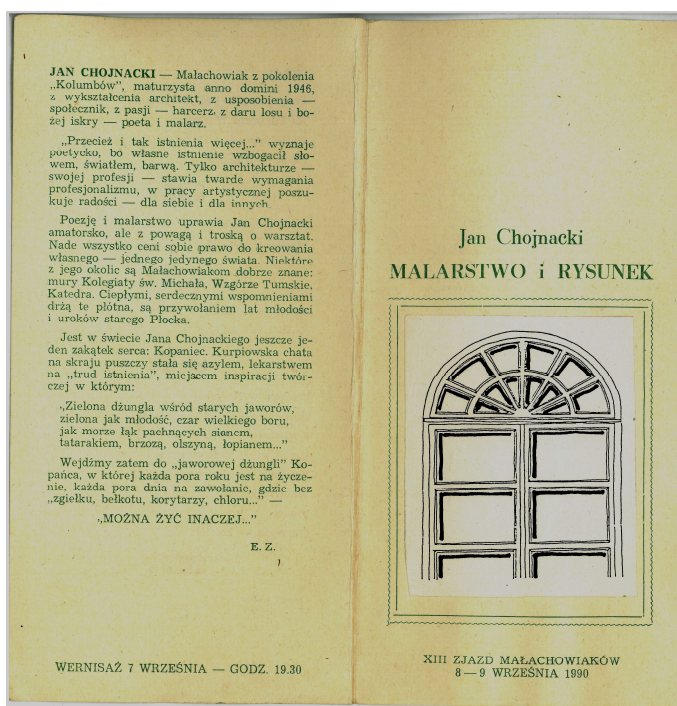 JAN CHOJNACKI — Małachowiak z pokolenia
„Kolumbów”, maturzysta anno domini 1946,
z wykształcenia architekt, z usposobienia —
społecznik, z pasji — harcerz, z daru losu i bo-
żej iskry — poeta i malarz.
„Przecież i tak istnienia więcej...” wyznaje
poetycko, bo własne istnienie wzbogacił sło-
wem, światłem, barwą. Tylko architekturze —
swojej profesji — stawia twarde wymagania
profesjonalizmu, w pracy artystycznej poszu-
kuje radości — dla siebie i dla innych.
Poezję i malarstwo uprawia Jan Chojnacki
amatorsko, ale z powagą i troską o warsztat.
Nade wszystko ceni sobie prawo do kreowania
własnego — jednego jedynego świata. Niektóre
z jego okolic są Małachowiakom dobrze znane:
mury Kolegiaty św. Michała, Wzgórze Tumskie,
Katedra. Ciepłymi, serdecznymi wspomnieniami
drżą te płótna, są przywołaniem lat młodości
i uroków starego Płocka.
Jest w świecie Jana Chojnackiego jeszcze je-
den zakątek serca: Kopaniec. Kurpiowska chata
na skraju puszczy stała się azylem, lekarstwem
na „trud istnienia”, miejscem inspiracji twór-
czej w którym:
„Zielona dżungla wśród starych jaworów,
zielona jak młodość, czar wielkiego boru,
jak morze łąk pachnących sianem,
tatarakiem, brzozą, olszyną, łopianem...”
Wejdźmy zatem do „jaworowej dżungli” Ko-
pańca, w której każda pora roku jest na życze-
nie, każda pora dnia na zawołanie, gdzie bez
„zgiełku, bełkotu, korytarzy, chloru...” —
„MOŻNA ŻYĆ INACZEJ...”
E. Z.
WERNISAŻ 7 WRZEŚNIA — GODZ. 19.30
Jan Chojnacki
MALARSTWO i RYSUNEK
XIII ZJAZD MAŁACHOWIAKÓW
8 — 9 WRZEŚNIA 1990